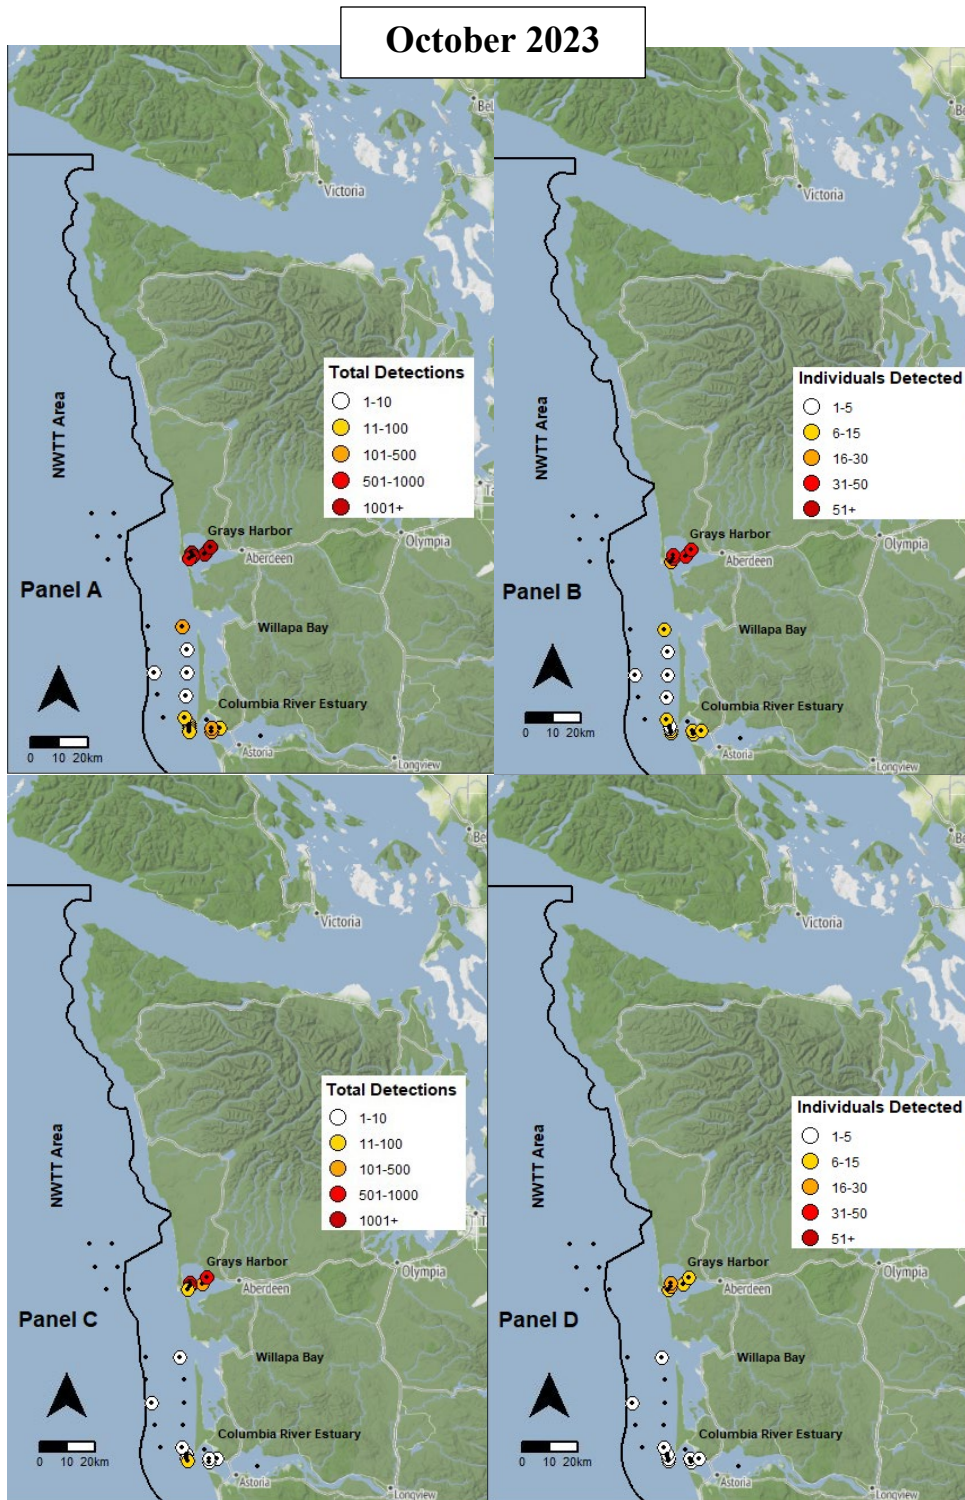 October 2023
Bel
Victoria
NWTT Area
Total Detections
1-10
11-100
101-500
501-1000
1001+
Grays Harbor
Aberdeen
Olympia
Panel A
Willapa Bay
Columbia River Estuary
Astoria
Longview
0 10 20km
Be
Victoria
NWTT Area
Individuals Detected
1-5
6-15
16-30
31-50
51+
Grays Harbor
Aberdeen
Olympia
Panel B
Willapa Bay
Columbia River Estuary
Astoria
Longview
0 10 20km
Bel
Victoria
NWTT Area
Total Detections
1-10
11-100
101-500
501-1000
1001+
Grays Harbor
Aberdeen
Olympia
Panel C
Willapa Bay
Columbia River Estuary
Astoria
Longview
0 10 20km
Be
Victoria
NWTT Area
Individuals Detected
1-5
6-15
16-30
31-50
51+
Grays Harbor
Aberdeen
Olympia
Panel D
Willapa Bay
Columbia River Estuary
Astoria
Longview
0 10 20km